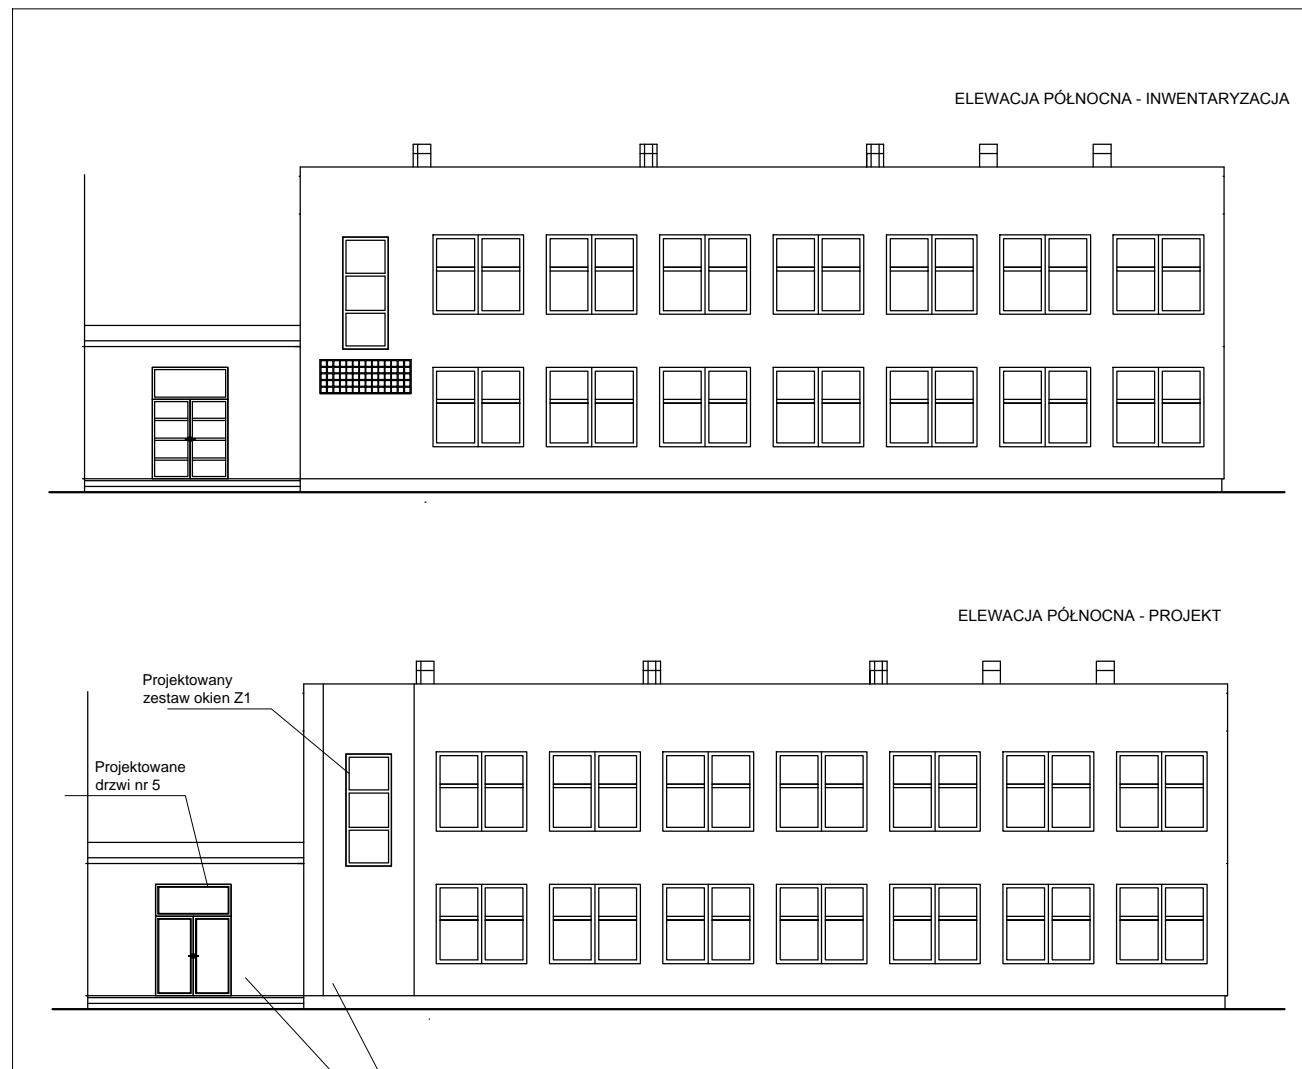 ELEWACJA PÓŁNOCNA - INWENTARYZACJA
ELEWACJA PÓŁNOCNA - PROJEKT
Projektowany
zestaw okien Z1
Projektowane
drzwi nr 5